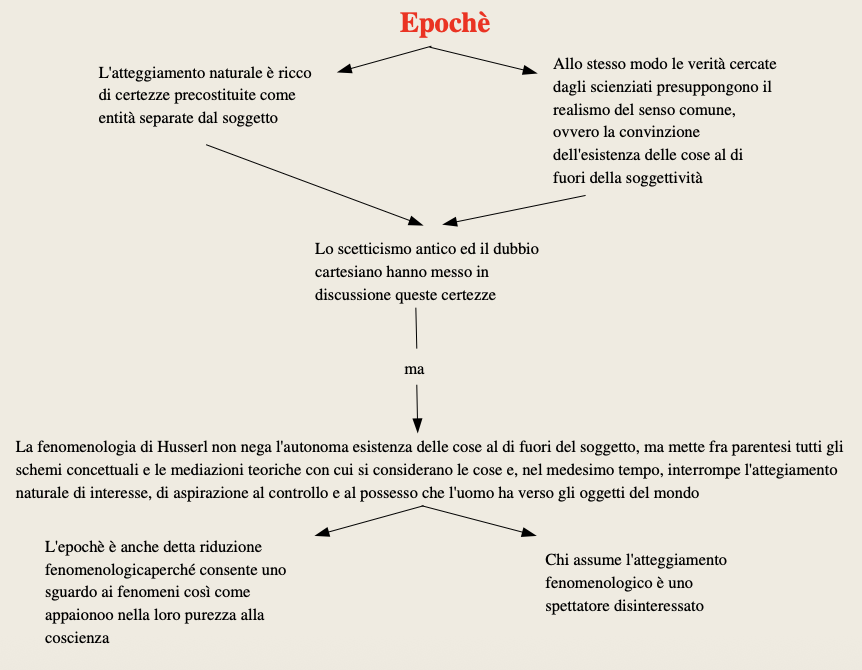 Epochè
L'atteggiamento naturale è ricco
di certezze precostituite come
entità separate dal soggetto
Allo stesso modo le verità cercate
dagli scienziati presuppongono il
realismo del senso comune,
ovvero la convinzione
dell'esistenza delle cose al di
fuori della soggettività
Lo scetticismo antico ed il dubbio
cartesiano hanno messo in
discussione queste certezze
ma
La fenomenologia di Husserl non nega l'autonoma esistenza delle cose al di fuori del soggetto, ma mette fra parentesi tutti gli
schemi concettuali e le mediazioni teoriche con cui si considerano le cose e, nel medesimo tempo, interrompe l'attegiamento
naturale di interesse, di aspirazione al controllo e al possesso che l'uomo ha verso gli oggetti del mondo
L'epochè è anche detta riduzione
fenomenologicaperché consente uno
sguardo ai fenomeni così come
appaionoo nella loro purezza alla
coscienza
Chi assume l'atteggiamento
fenomenologico è uno
spettatore disinteressato